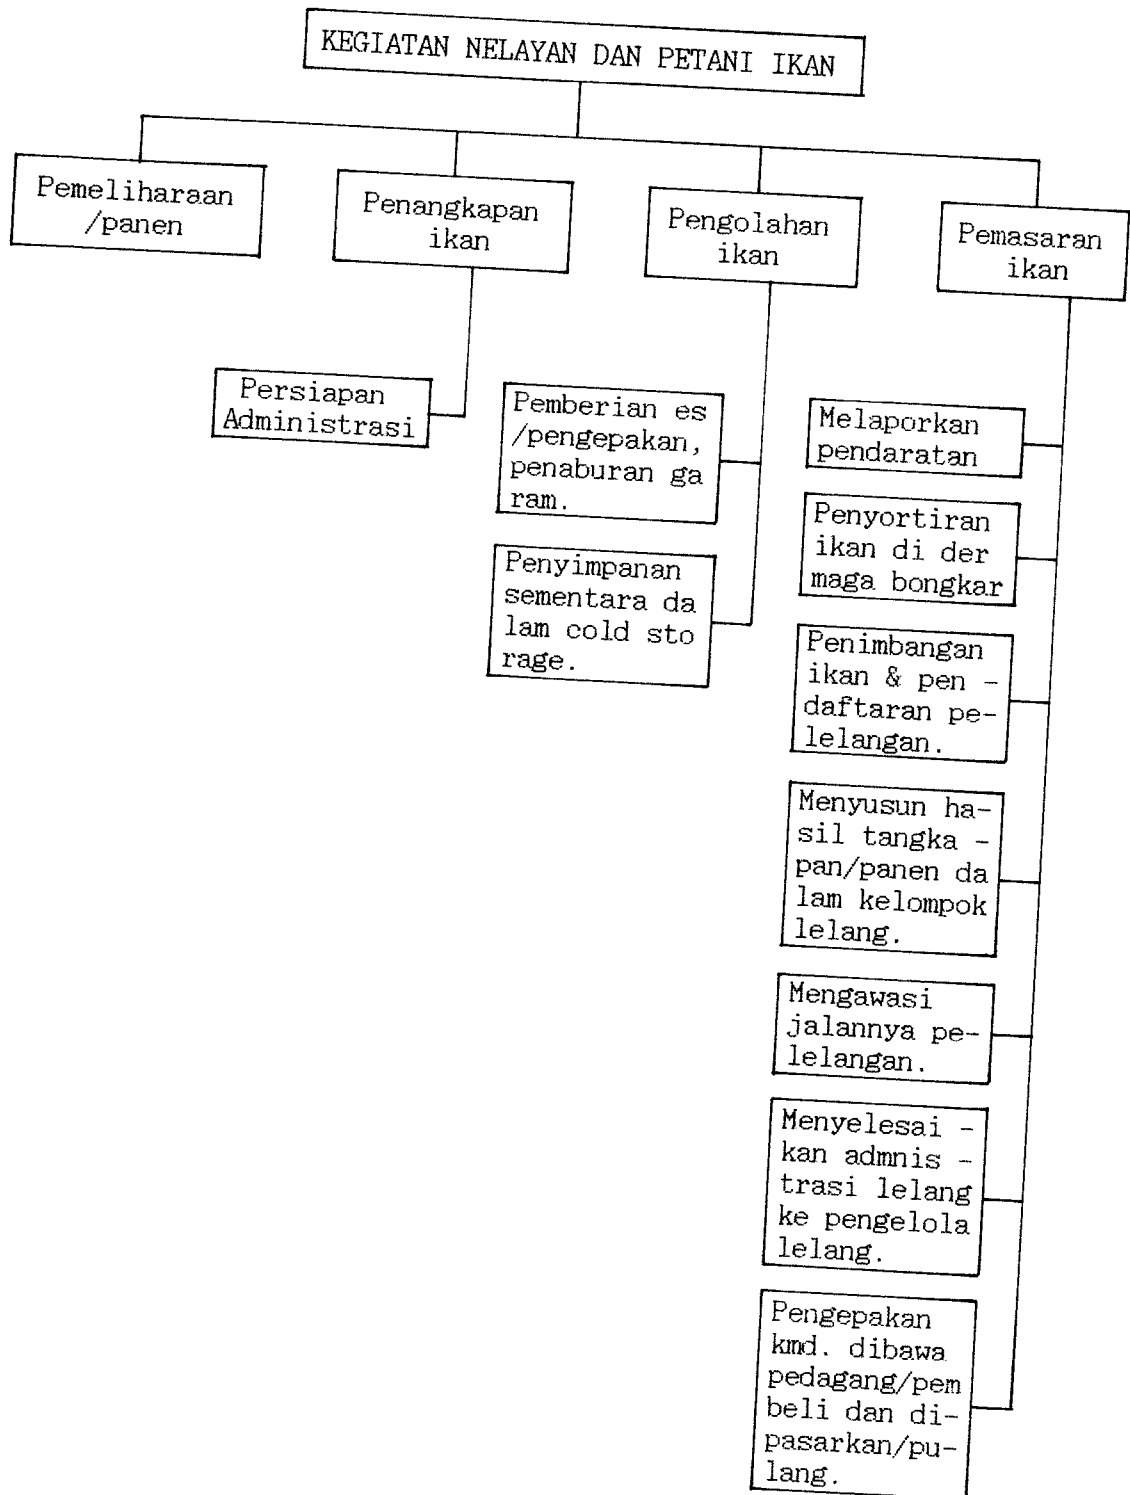 KEGIATAN NELAYAN DAN PETANI IKAN
Pemeliharaan
/panen
Penangkapan
ikan
Pengolahan
ikan
Pemasaran
ikan
Persiapan
Administrasi
Pemberian es
/pengepakan,
penaburan ga
ram.
Penyimpanan
sementara da
lam cold sto
rage.
Melaporkan
pendaratan
Penyortiran
ikan di der
maga bongkar
Penimbangan
ikan & pen -
daftaran pe-
lelangan.
Menyusun ha-
sil tangka -
pan/panen da
lam kelompok
lelang.
Mengawasi
jalannya pe-
lelangan.
Menyelesai -
kan admnis -
trasi lelang
ke pengelola
lelang.
Pengepakan
kmd. dibawa
pedagang/pem
beli dan di-
pasarkan/pu-
lang.